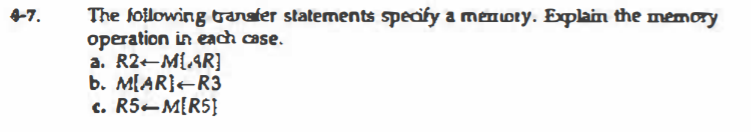 4-7. The following transfer statements specify a memory. Explain the memory
operation in each case.
a. R2←M[AR]
b. M[AR]←R3
c. R5←M[R5]